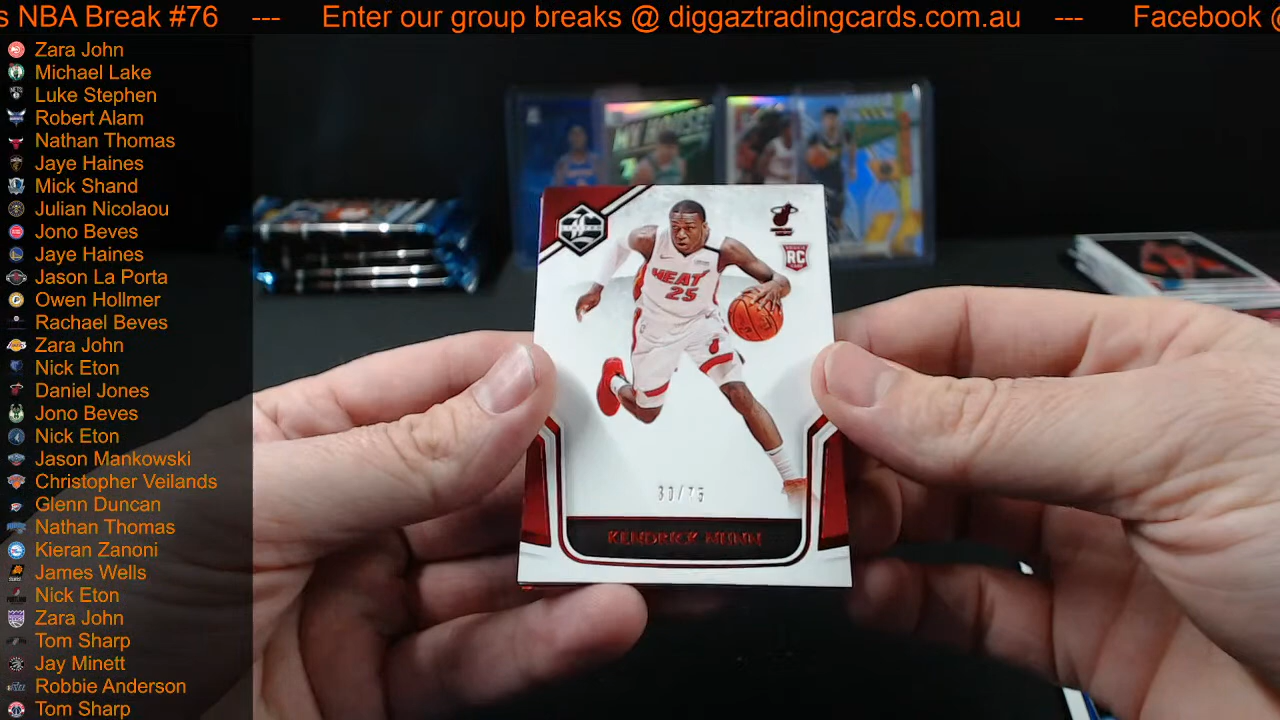 s NBA Break #76 --- Enter our group breaks @ diggaztradingcards.com.au --- Facebook @
Zara John
Michael Lake
Luke Stephen
Robert Alam
Nathan Thomas
Jaye Haines
Mick Shand
Julian Nicolaou
Jono Beves
Jaye Haines
Jason La Porta
Owen Hollmer
Rachael Beves
Zara John
Nick Eton
Daniel Jones
Jono Beves
Nick Eton
Jason Mankowski
Christopher Veilands
Glenn Duncan
Nathan Thomas
Kieran Zanoni
James Wells
Nick Eton
Zara John
Tom Sharp
Jay Minett
Robbie Anderson
Tom Sharp
MY HOUSE
LIMITED
RC
HEAT
25
KENDRICK NUNN